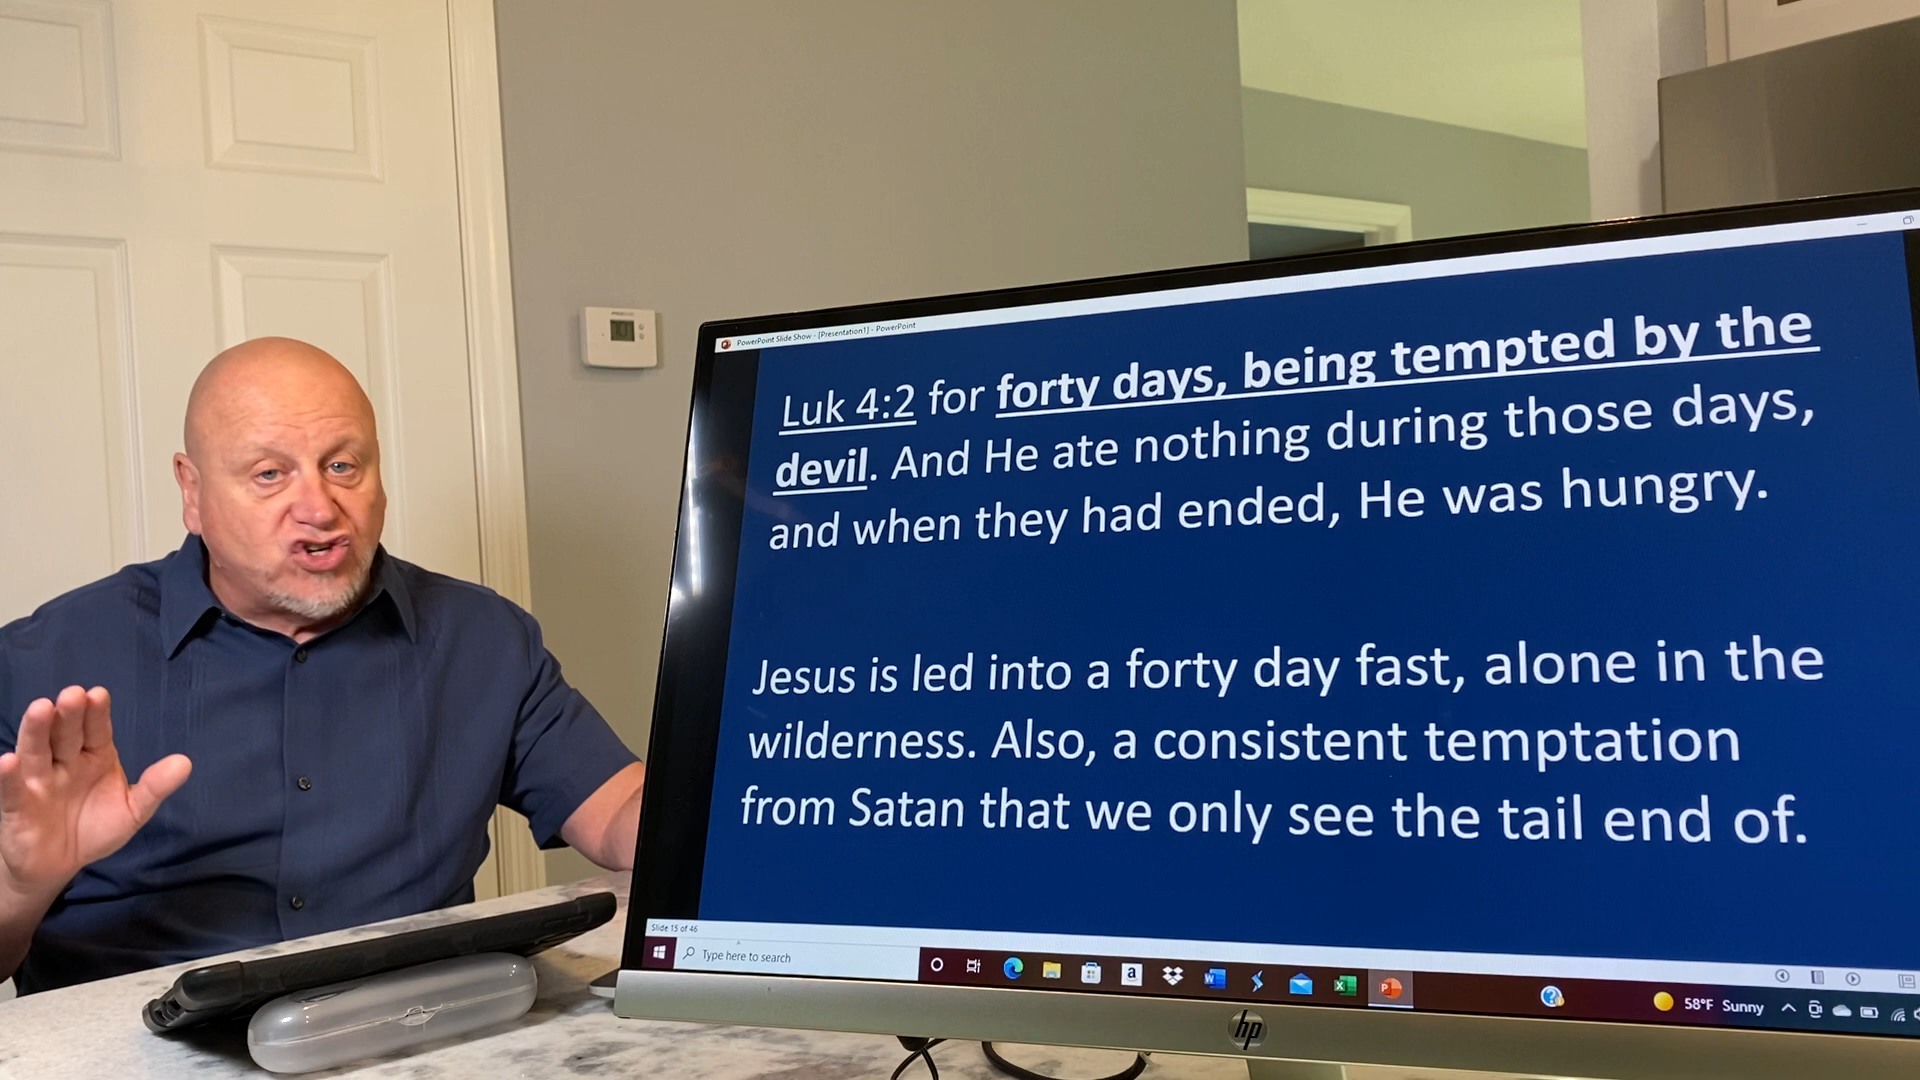 PowerPoint Slide Show - [Presentation1] - PowerPoint
Luk 4:2 for forty days, being tempted by the
devil. And He ate nothing during those days,
and when they had ended, He was hungry.
Jesus is led into a forty day fast, alone in the
wilderness. Also, a consistent temptation
from Satan that we only see the tail end of.
Slide 15 of 46
Type here to search
58°F Sunny
hp